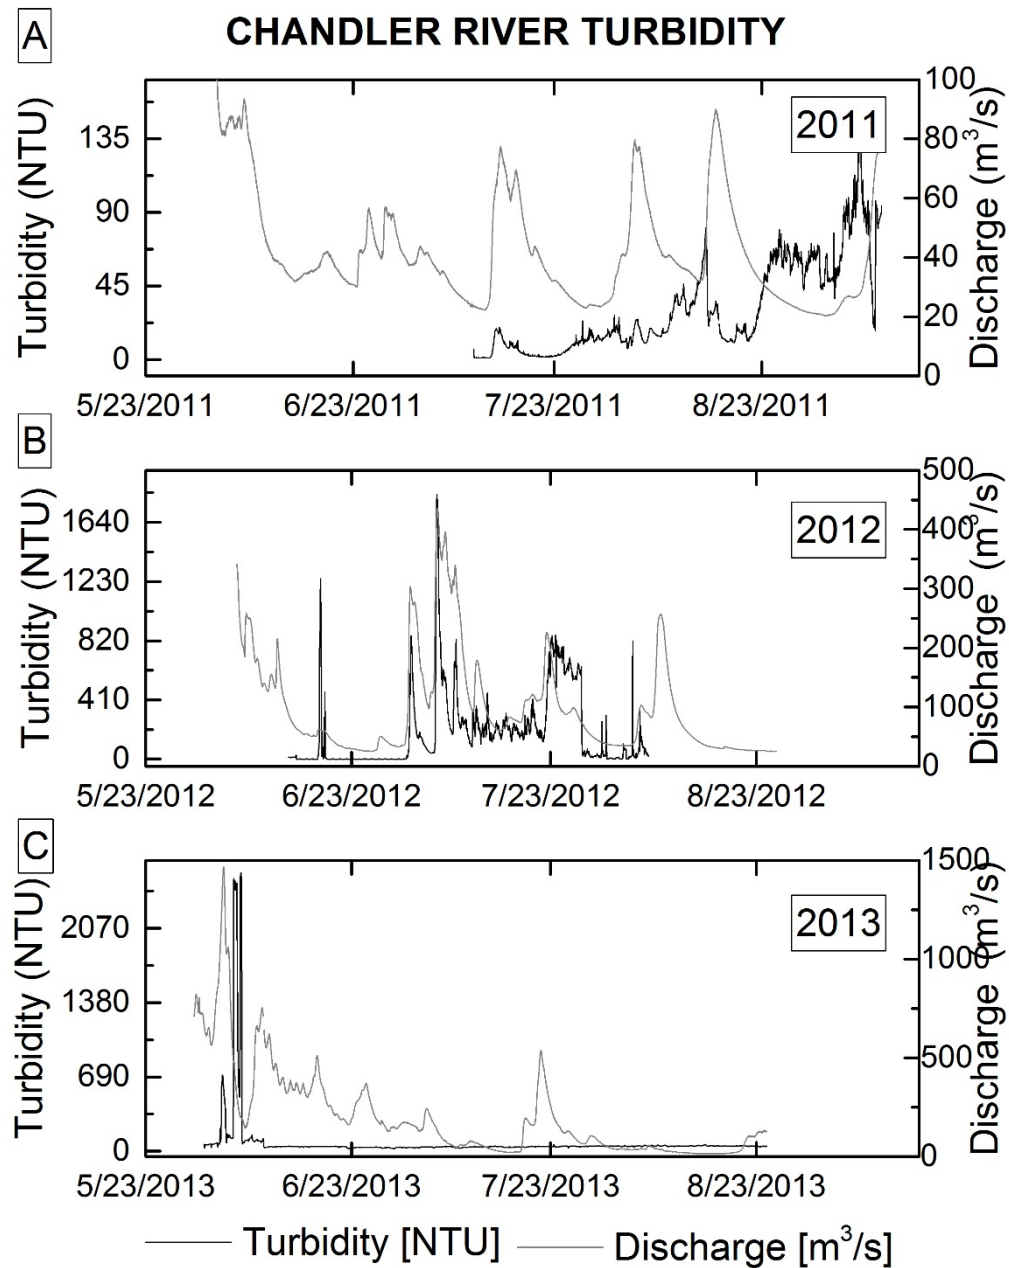 A
CHANDLER RIVER TURBIDITY
Turbidity (NTU)
135
90
45
0
2011
100
80
60
40
20
0
Discharge (m³/s)
5/23/2011 6/23/2011 7/23/2011 8/23/2011
B
Turbidity (NTU)
1640
1230
820
410
0
2012
500
400
300
200
100
0
Discharge (m³/s)
5/23/2012 6/23/2012 7/23/2012 8/23/2012
C
Turbidity (NTU)
2070
1380
690
0
2013
1500
1000
500
0
Discharge (m³/s)
5/23/2013 6/23/2013 7/23/2013 8/23/2013
Turbidity [NTU] Discharge [m³/s]